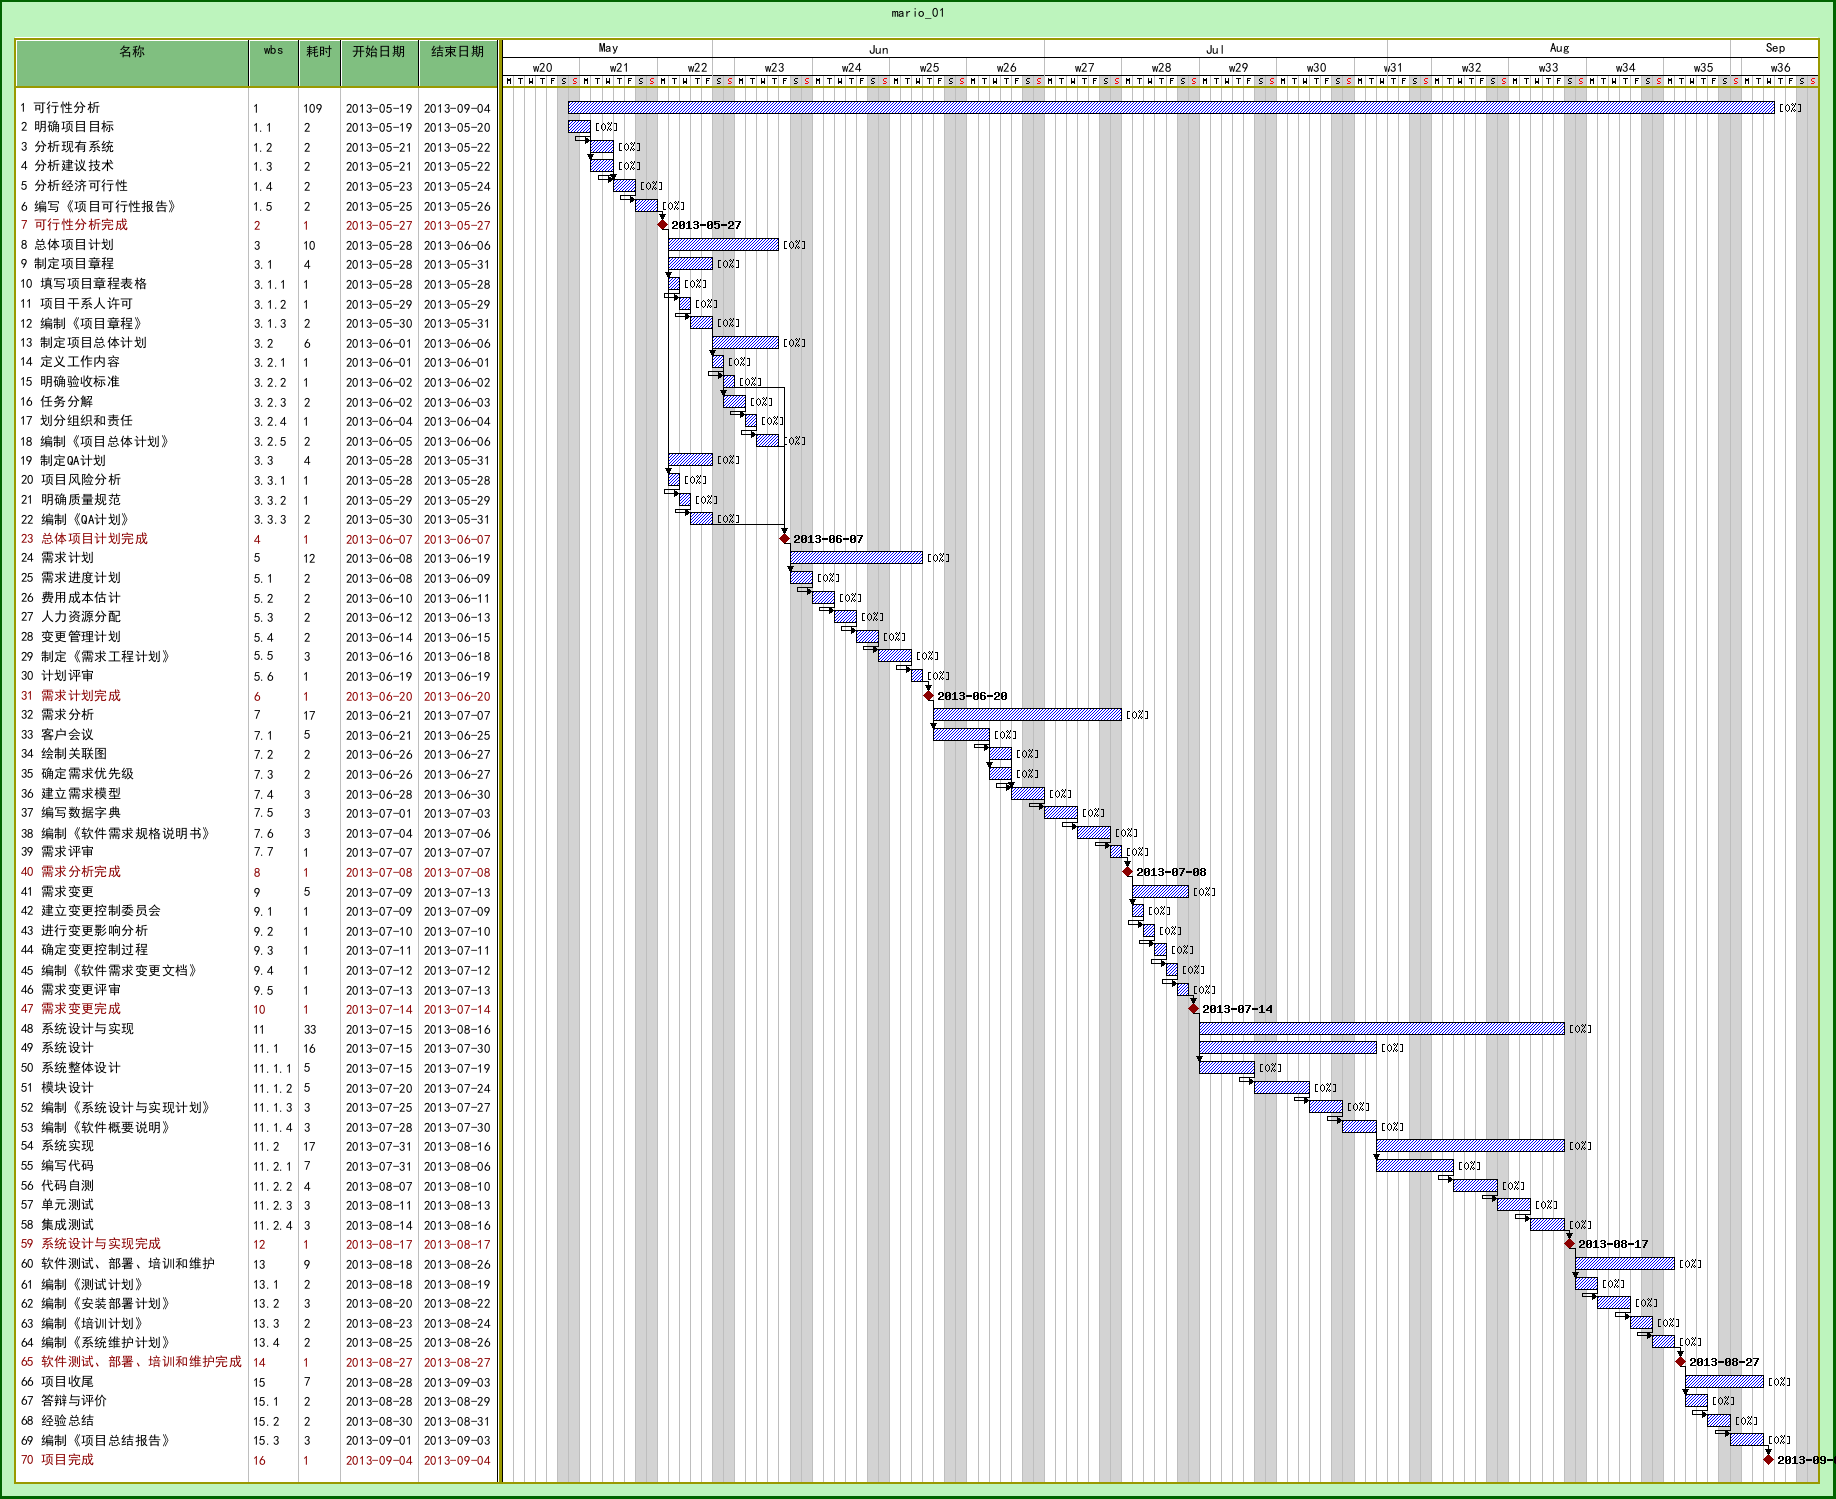 mario_01
名称 wbs 耗时 开始日期 结束日期 May Jun Jul Aug Sep
w20 w21 w22 w23 w24 w25 w26 w27 w28 w29 w30 w31 w32 w33 w34 w35 w36
M T W T F S S M T W T F S S M T W T F S S M T W T F S S M T W T F S S M T W T F S S M T W T F S S M T W T F S S M T W T F S S M T W T F S S M T W T F S S M T W T F S S M T W T F S S M T W T F S S M T W T F S S M T W T F S S M T W T F S S
1 可行性分析 1 109 2013-05-19 2013-09-04 [0%]
2 明确项目目标 1.1 2 2013-05-19 2013-05-20 [0%]
3 分析现有系统 1.2 2 2013-05-21 2013-05-22 [0%]
4 分析建议技术 1.3 2 2013-05-21 2013-05-22 [0%]
5 分析经济可行性 1.4 2 2013-05-23 2013-05-24 [0%]
6 编写《项目可行性报告》 1.5 2 2013-05-25 2013-05-26 [0%]
7 可行性分析完成 2 1 2013-05-27 2013-05-27 2013-05-27
8 总体项目计划 3 10 2013-05-28 2013-06-06 [0%]
9 制定项目章程 3.1 4 2013-05-28 2013-05-31 [0%]
10 填写项目章程表格 3.1.1 1 2013-05-28 2013-05-28 [0%]
11 项目干系人许可 3.1.2 1 2013-05-29 2013-05-29 [0%]
12 编制《项目章程》 3.1.3 2 2013-05-30 2013-05-31 [0%]
13 制定项目总体计划 3.2 6 2013-06-01 2013-06-06 [0%]
14 定义工作内容 3.2.1 1 2013-06-01 2013-06-01 [0%]
15 明确验收标准 3.2.2 1 2013-06-02 2013-06-02 [0%]
16 任务分解 3.2.3 2 2013-06-02 2013-06-03 [0%]
17 划分组织和责任 3.2.4 1 2013-06-04 2013-06-04 [0%]
18 编制《项目总体计划》 3.2.5 2 2013-06-05 2013-06-06 [0%]
19 制定QA计划 3.3 4 2013-05-28 2013-05-31 [0%]
20 项目风险分析 3.3.1 1 2013-05-28 2013-05-28 [0%]
21 明确质量规范 3.3.2 1 2013-05-29 2013-05-29 [0%]
22 编制《QA计划》 3.3.3 2 2013-05-30 2013-05-31 [0%]
23 总体项目计划完成 4 1 2013-06-07 2013-06-07 2013-06-07
24 需求计划 5 12 2013-06-08 2013-06-19 [0%]
25 需求进度计划 5.1 2 2013-06-08 2013-06-09 [0%]
26 费用成本估计 5.2 2 2013-06-10 2013-06-11 [0%]
27 人力资源分配 5.3 2 2013-06-12 2013-06-13 [0%]
28 变更管理计划 5.4 2 2013-06-14 2013-06-15 [0%]
29 制定《需求工程计划》 5.5 3 2013-06-16 2013-06-18 [0%]
30 计划评审 5.6 1 2013-06-19 2013-06-19 [0%]
31 需求计划完成 6 1 2013-06-20 2013-06-20 2013-06-20
32 需求分析 7 17 2013-06-21 2013-07-07 [0%]
33 客户会议 7.1 5 2013-06-21 2013-06-25 [0%]
34 绘制关联图 7.2 2 2013-06-26 2013-06-27 [0%]
35 确定需求优先级 7.3 2 2013-06-26 2013-06-27 [0%]
36 建立需求模型 7.4 3 2013-06-28 2013-06-30 [0%]
37 编写数据字典 7.5 3 2013-07-01 2013-07-03 [0%]
38 编制《软件需求规格说明书》 7.6 3 2013-07-04 2013-07-06 [0%]
39 需求评审 7.7 1 2013-07-07 2013-07-07 [0%]
40 需求分析完成 8 1 2013-07-08 2013-07-08 2013-07-08
41 需求变更 9 5 2013-07-09 2013-07-13 [0%]
42 建立变更控制委员会 9.1 1 2013-07-09 2013-07-09 [0%]
43 进行变更影响分析 9.2 1 2013-07-10 2013-07-10 [0%]
44 确定变更控制过程 9.3 1 2013-07-11 2013-07-11 [0%]
45 编制《软件需求变更文档》 9.4 1 2013-07-12 2013-07-12 [0%]
46 需求变更评审 9.5 1 2013-07-13 2013-07-13 [0%]
47 需求变更完成 10 1 2013-07-14 2013-07-14 2013-07-14
48 系统设计与实现 11 33 2013-07-15 2013-08-16 [0%]
49 系统设计 11.1 16 2013-07-15 2013-07-30 [0%]
50 系统整体设计 11.1.1 5 2013-07-15 2013-07-19 [0%]
51 模块设计 11.1.2 5 2013-07-20 2013-07-24 [0%]
52 编制《系统设计与实现计划》 11.1.3 3 2013-07-25 2013-07-27 [0%]
53 编制《软件概要说明》 11.1.4 3 2013-07-28 2013-07-30 [0%]
54 系统实现 11.2 17 2013-07-31 2013-08-16 [0%]
55 编写代码 11.2.1 7 2013-07-31 2013-08-06 [0%]
56 代码自测 11.2.2 4 2013-08-07 2013-08-10 [0%]
57 单元测试 11.2.3 3 2013-08-11 2013-08-13 [0%]
58 集成测试 11.2.4 3 2013-08-14 2013-08-16 [0%]
59 系统设计与实现完成 12 1 2013-08-17 2013-08-17 2013-08-17
60 软件测试、部署、培训和维护 13 9 2013-08-18 2013-08-26 [0%]
61 编制《测试计划》 13.1 2 2013-08-18 2013-08-19 [0%]
62 编制《安装部署计划》 13.2 3 2013-08-20 2013-08-22 [0%]
63 编制《培训计划》 13.3 2 2013-08-23 2013-08-24 [0%]
64 编制《系统维护计划》 13.4 2 2013-08-25 2013-08-26 [0%]
65 软件测试、部署、培训和维护完成 14 1 2013-08-27 2013-08-27 2013-08-27
66 项目收尾 15 7 2013-08-28 2013-09-03 [0%]
67 答辩与评价 15.1 2 2013-08-28 2013-08-29 [0%]
68 经验总结 15.2 2 2013-08-30 2013-08-31 [0%]
69 编制《项目总结报告》 15.3 3 2013-09-01 2013-09-03 [0%]
70 项目完成 16 1 2013-09-04 2013-09-04 2013-09-